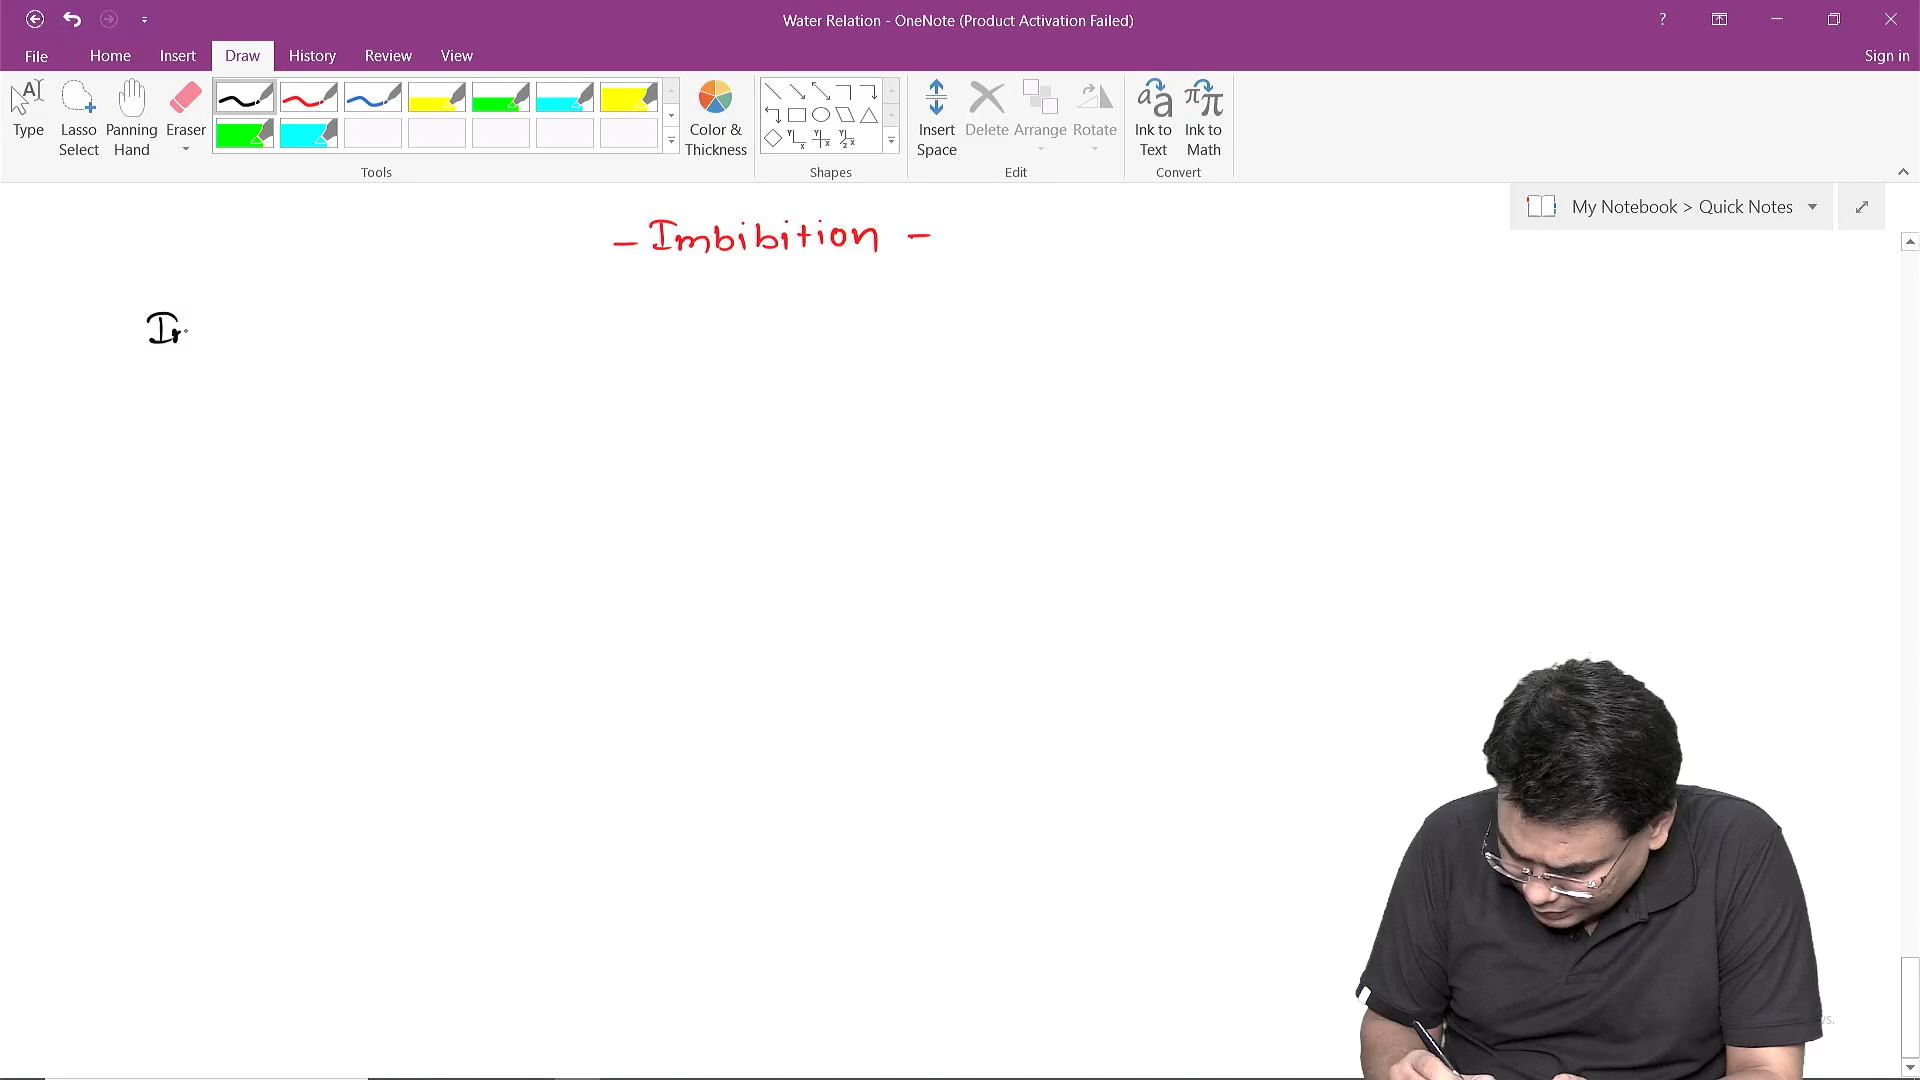 Water Relation - OneNote (Product Activation Failed)
?
File Home Insert Draw History Review View
Sign in
Type
Lasso Select
Panning Hand
Eraser
Color & Thickness
Insert Space
Delete
Arrange
Rotate
Ink to Text
Ink to Math
Tools
Shapes
Edit
Convert
My Notebook > Quick Notes
- Imbibition -